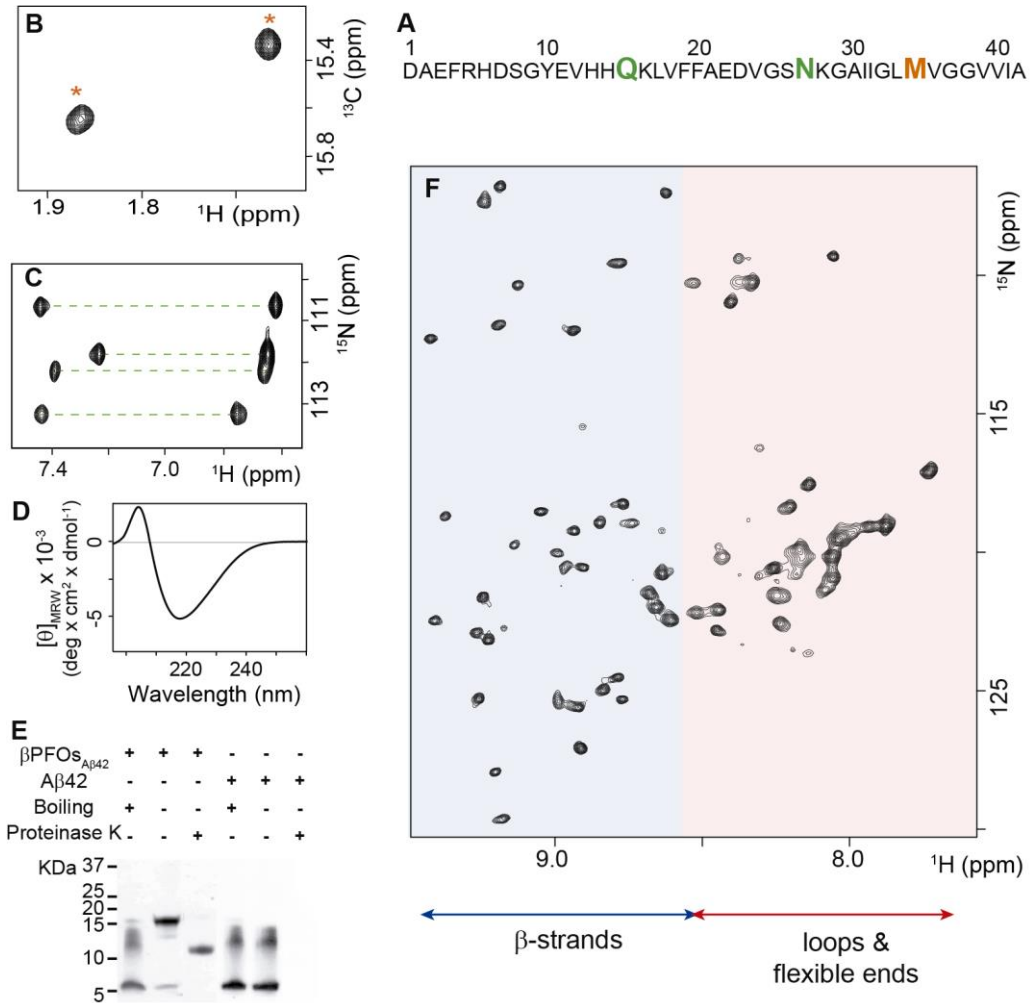 A
1 10 20 30 40
DAEFRHDSGYEVHHQKLVFFAEDVGSNKGAIIGLMVGGVVIA
B
*
*
15.4
15.8
¹³C (ppm)
1.9 1.8 ¹H (ppm)
C
111
113
¹⁵N (ppm)
7.4 7.0 ¹H (ppm)
D
0
-5
[θ]MRW x 10⁻³
(deg x cm² x dmol⁻¹)
220 240
Wavelength (nm)
E
βPFOsAβ42 + + + - - -
Aβ42 - - - + + +
Boiling + - - + - -
Proteinase K - - + - - +
KDa
37
25
20
15
10
5
F
¹⁵N (ppm)
115
125
9.0 8.0 ¹H (ppm)
β-strands
loops &
flexible ends